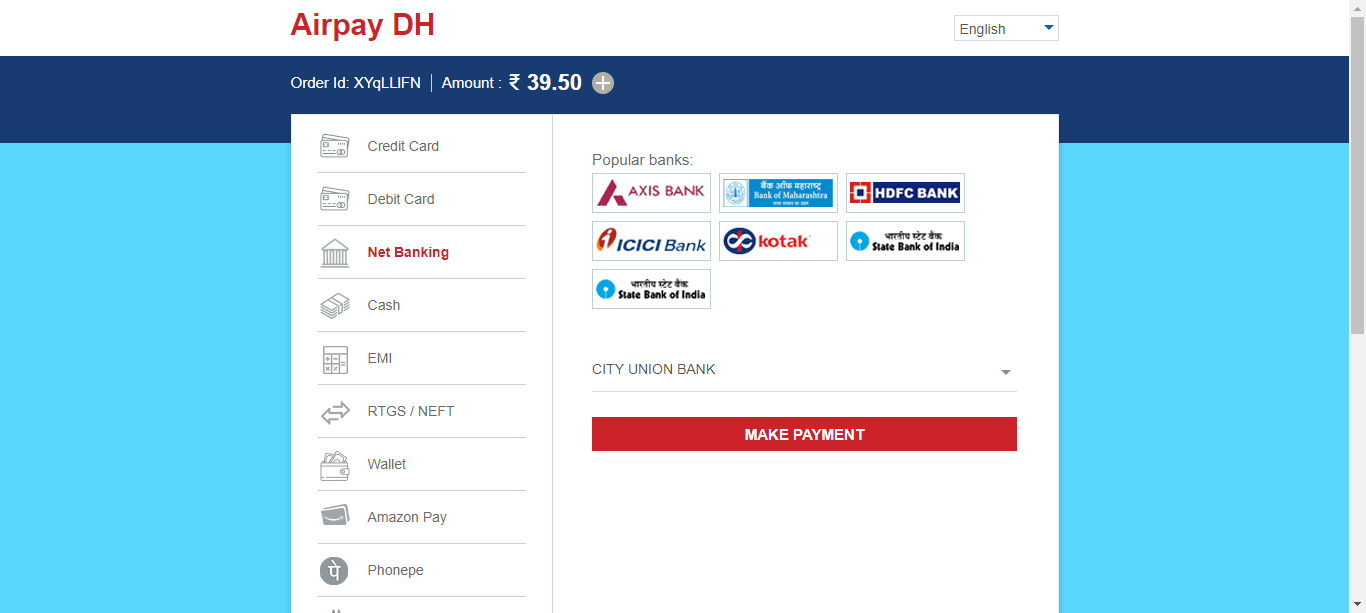 Airpay DH
English
Order Id: XYqLLIFN
Amount : ₹ 39.50
Credit Card
Debit Card
Net Banking
Cash
EMI
RTGS / NEFT
Wallet
Amazon Pay
Phonepe
Popular banks:
AXIS BANK
बैंक ऑफ महाराष्ट्र
Bank of Maharashtra
HDFC BANK
ICICI Bank
kotak
भारतीय स्टेट बैंक
State Bank of India
भारतीय स्टेट बैंक
State Bank of India
CITY UNION BANK
MAKE PAYMENT